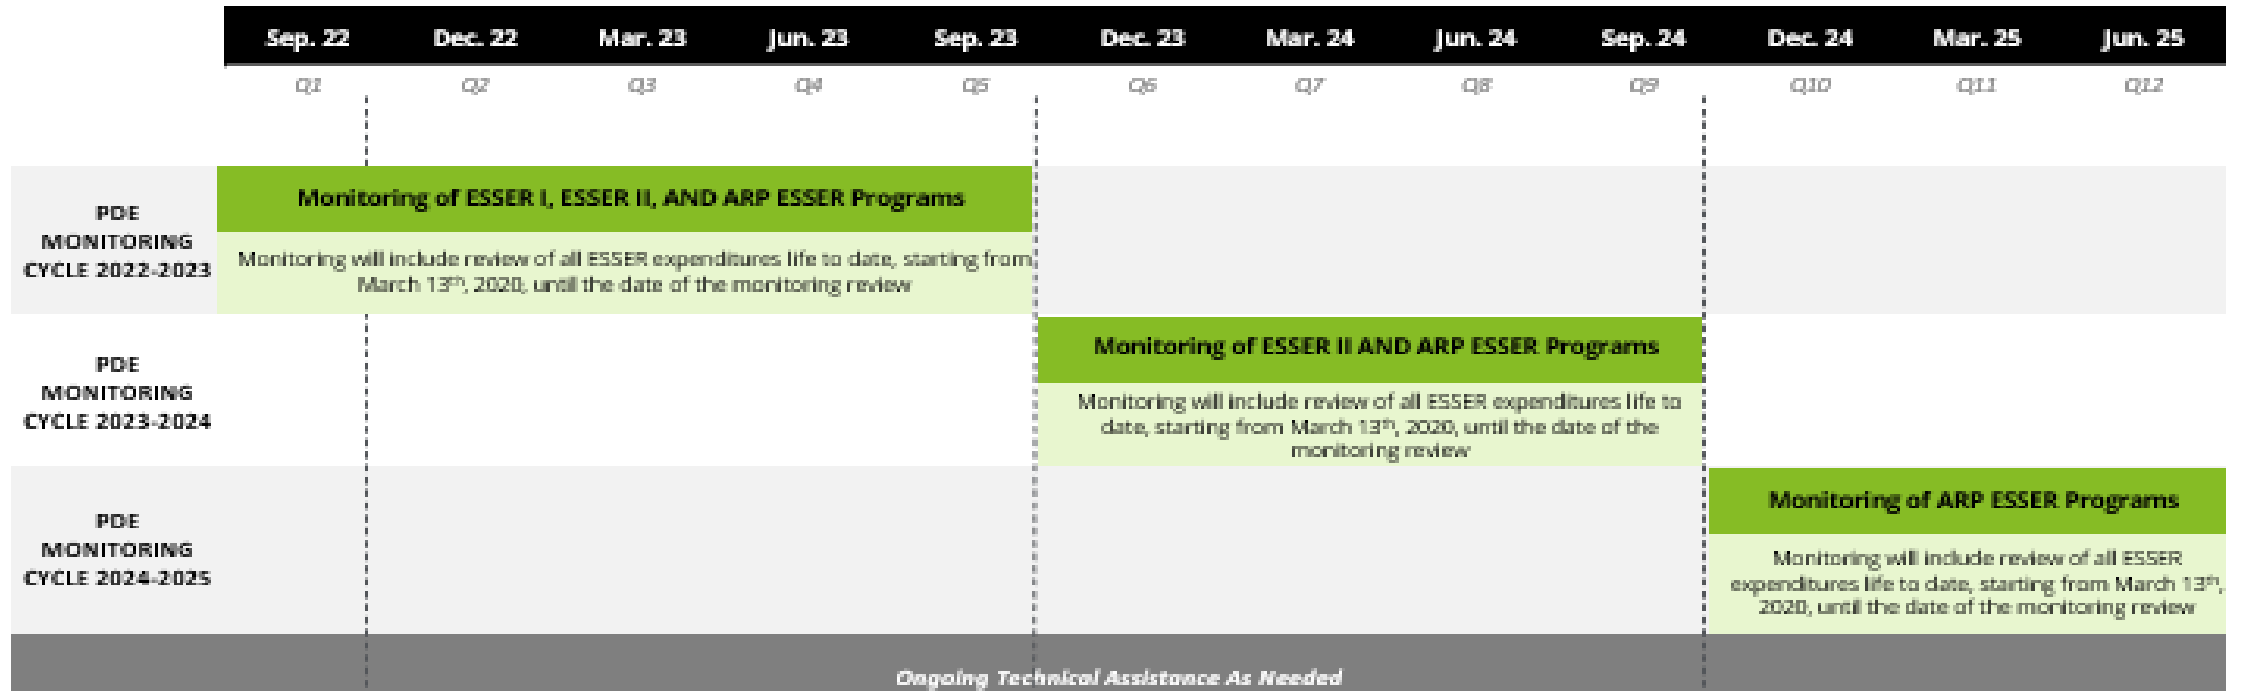 Sep. 22 Dec. 22 Mar. 23 Jun. 23 Sep. 23 Dec. 23 Mar. 24 Jun. 24 Sep. 24 Dec. 24 Mar. 25 Jun. 25
Q1 Q2 Q3 Q4 Q5 Q6 Q7 Q8 Q9 Q10 Q11 Q12
PDE
MONITORING
CYCLE 2022-2023
Monitoring of ESSER I, ESSER II, AND ARP ESSER Programs
Monitoring will include review of all ESSER expenditures life to date, starting from
March 13th, 2020, until the date of the monitoring review
PDE
MONITORING
CYCLE 2023-2024
Monitoring of ESSER II AND ARP ESSER Programs
Monitoring will include review of all ESSER expenditures life to
date, starting from March 13th, 2020, until the date of the
monitoring review
PDE
MONITORING
CYCLE 2024-2025
Monitoring of ARP ESSER Programs
Monitoring will include review of all ESSER
expenditures life to date, starting from March 13th,
2020, until the date of the monitoring review
Ongoing Technical Assistance As Needed